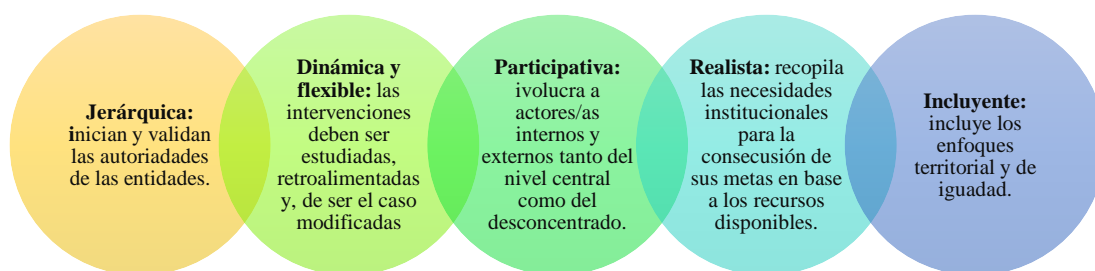 Jerárquica:
inician y validan
las autoriadades
de las entidades.
Dinámica y
flexible: las
intervenciones
deben ser
estudiadas,
retroalimentadas
y, de ser el caso
modificadas
Participativa:
ivolucra a
actores/as
internos y
externos tanto del
nivel central
como del
desconcentrado.
Realista: recopila
las necesidades
institucionales
para la
consecusión de
sus metas en base
a los recursos
disponibles.
Incluyente:
incluye los
enfoques
territorial y de
iguadad.